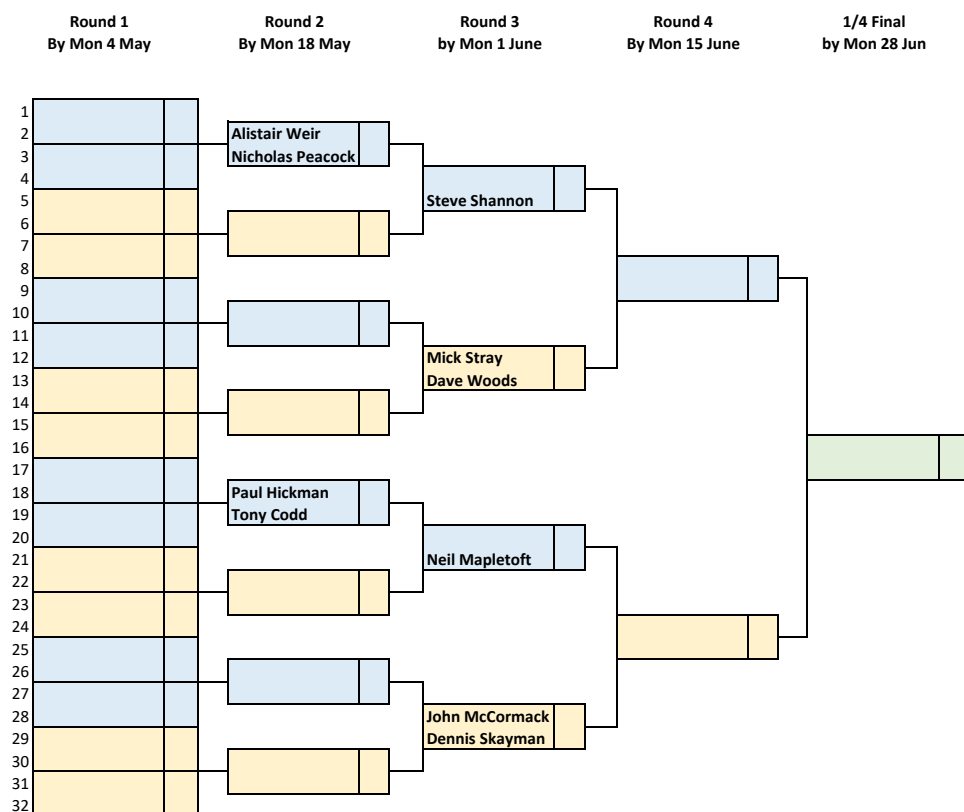 Round 1
By Mon 4 May
Round 2
By Mon 18 May
Round 3
by Mon 1 June
Round 4
By Mon 15 June
1/4 Final
by Mon 28 Jun
1
2
3
4
5
6
7
8
9
10
11
12
13
14
15
16
17
18
19
20
21
22
23
24
25
26
27
28
29
30
31
32
Alistair Weir
Nicholas Peacock
Paul Hickman
Tony Codd
Steve Shannon
Mick Stray
Dave Woods
Neil Mapletoft
John McCormack
Dennis Skayman